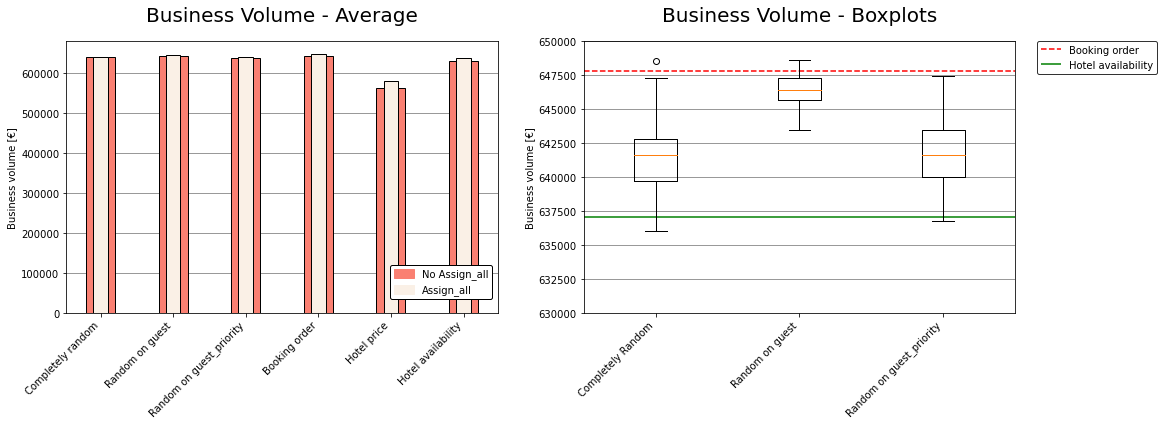 Business Volume - Average
Business volume [€]
600000
500000
400000
300000
200000
100000
0
No Assign_all
Assign_all
Completely random
Random on guest
Random on guest_priority
Booking order
Hotel price
Hotel availability
Business Volume - Boxplots
Business volume [€]
650000
647500
645000
642500
640000
637500
635000
632500
630000
Completely Random
Random on guest
Random on guest_priority
Booking order
Hotel availability